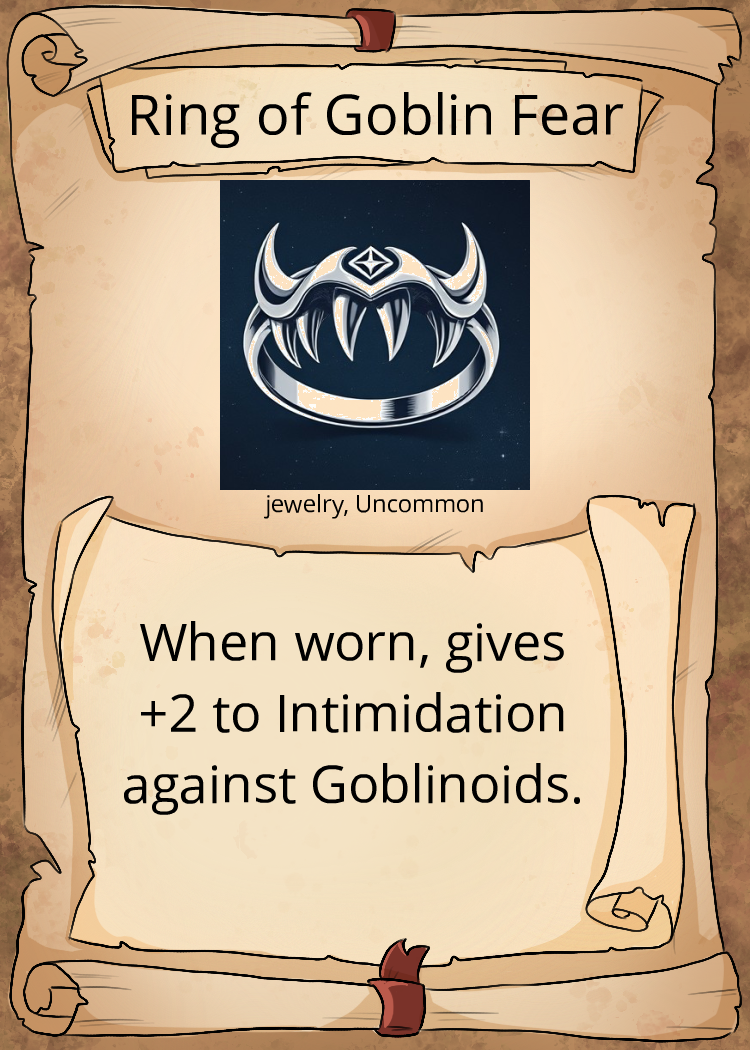 Ring of Goblin Fear
jewelry, Uncommon
When worn, gives
+2 to Intimidation
against Goblinoids.